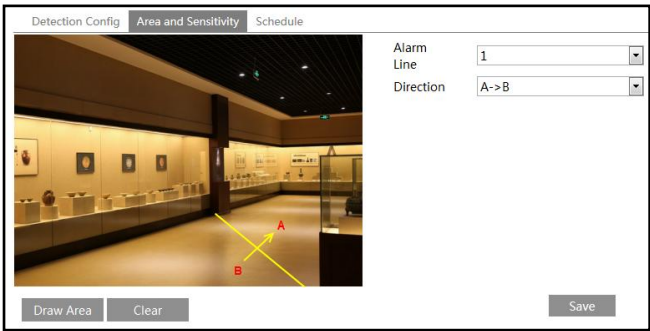 Detection Config Area and Sensitivity Schedule
Alarm Line 1
Direction A->B
A
B
Draw Area Clear
Save